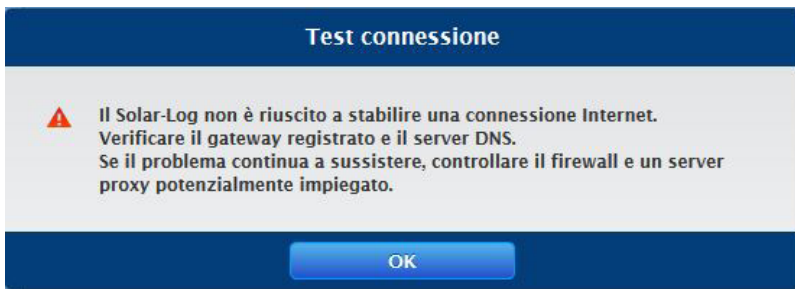 Test connessione
Il Solar-Log non è riuscito a stabilire una connessione Internet.
Verificare il gateway registrato e il server DNS.
Se il problema continua a sussistere, controllare il firewall e un server
proxy potenzialmente impiegato.
OK